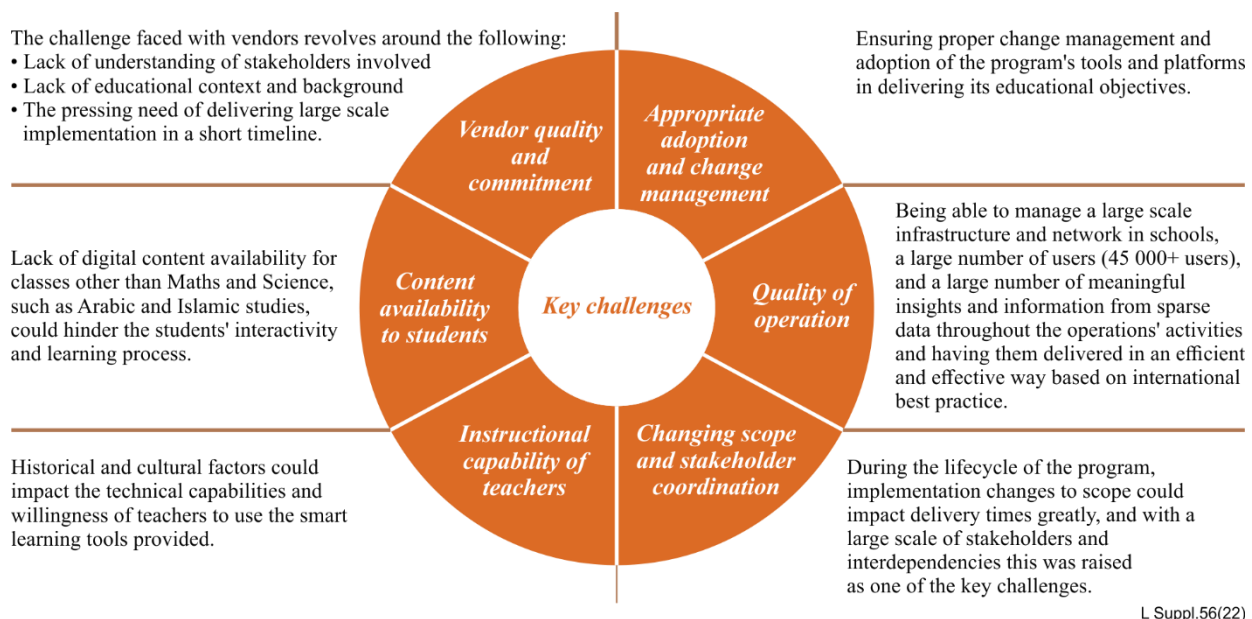 The challenge faced with vendors revolves around the following:
• Lack of understanding of stakeholders involved
• Lack of educational context and background
• The pressing need of delivering large scale
implementation in a short timeline.
Vendor quality
and
commitment
Appropriate
adoption
and change
management
Ensuring proper change management and
adoption of the program's tools and platforms
in delivering its educational objectives.
Lack of digital content availability for
classes other than Maths and Science,
such as Arabic and Islamic studies,
could hinder the students' interactivity
and learning process.
Content
availability
to students
Key challenges
Quality of
operation
Being able to manage a large scale
infrastructure and network in schools,
a large number of users (45 000+ users),
and a large number of meaningful
insights and information from sparse
data throughout the operations' activities
and having them delivered in an efficient
and effective way based on international
best practice.
Historical and cultural factors could
impact the technical capabilities and
willingness of teachers to use the smart
learning tools provided.
Instructional
capability of
teachers
Changing scope
and stakeholder
coordination
During the lifecycle of the program,
implementation changes to scope could
impact delivery times greatly, and with a
large scale of stakeholders and
interdependencies this was raised
as one of the key challenges.
L Suppl.56(22)